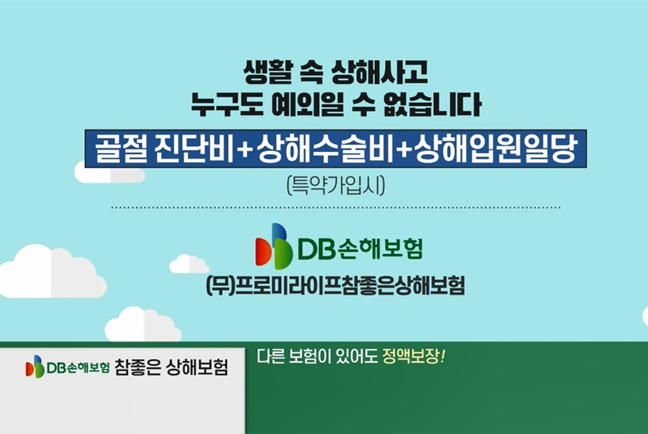 생활 속 상해사고
누구도 예외일 수 없습니다
골절 진단비+상해수술비+상해입원일당
(특약가입시)
DB손해보험
(무)프로미라이프참좋은상해보험
DB손해보험 참좋은 상해보험
다른 보험이 있어도 정액보장!